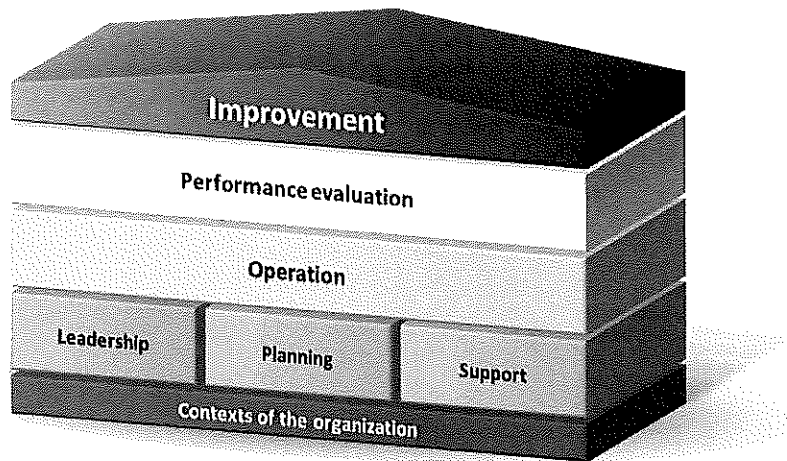 Improvement
Performance evaluation
Operation
Leadership
Planning
Support
Contexts of the organization